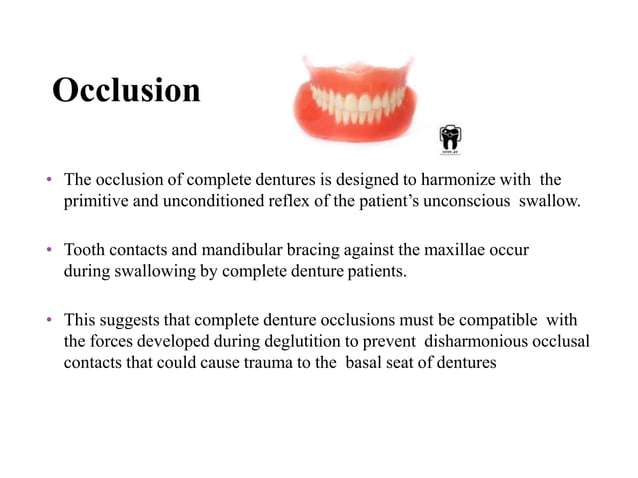 Occlusion
• The occlusion of complete dentures is designed to harmonize with the
primitive and unconditioned reflex of the patient’s unconscious swallow.
• Tooth contacts and mandibular bracing against the maxillae occur
during swallowing by complete denture patients.
• This suggests that complete denture occlusions must be compatible with
the forces developed during deglutition to prevent disharmonious occlusal
contacts that could cause trauma to the basal seat of dentures